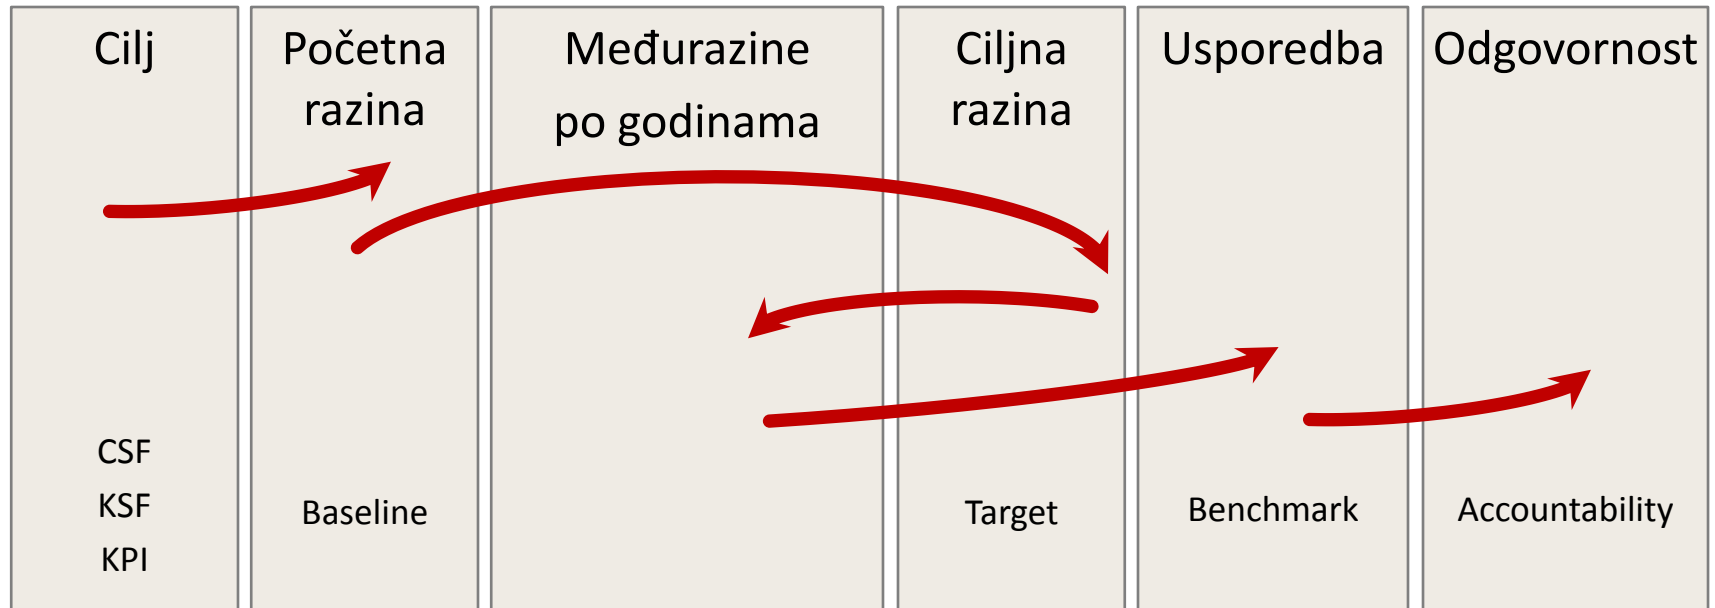 Cilj
Početna
razina
Međurazine
po godinama
Ciljna
razina
Usporedba
Odgovornost
CSF
KSF
KPI
Baseline
Target
Benchmark
Accountability